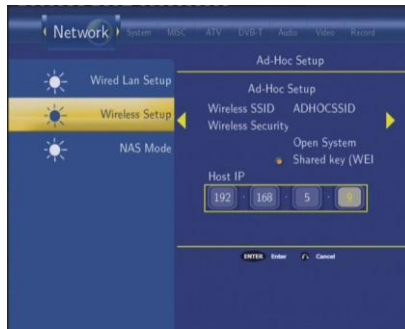 Network System MISC ATV DVB-T Audio Video Record
Ad-Hoc Setup
Wired Lan Setup
Wireless Setup
NAS Mode
Ad-Hoc Setup
Wireless SSID ADHOCSSID
Wireless Security
Open System
Shared key (WEI
Host IP
192 168 5 9
ENTER Enter Cancel